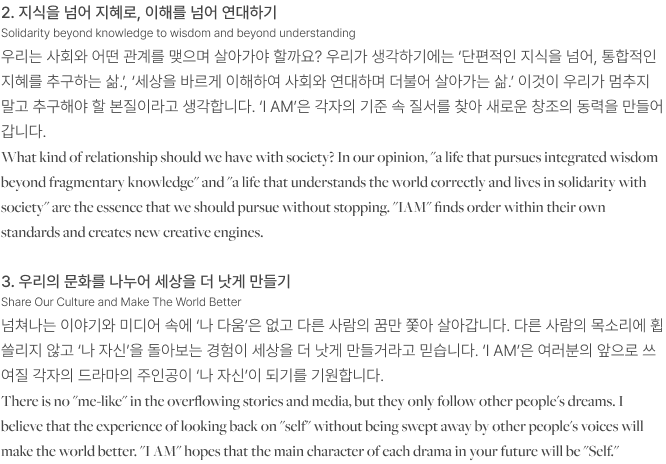 2. 지식을 넘어 지혜로, 이해를 넘어 연대하기
Solidarity beyond knowledge to wisdom and beyond understanding
우리는 사회와 어떤 관계를 맺으며 살아가야 할까요? 우리가 생각하기에는 ‘단편적인 지식을 넘어, 통합적인
지혜를 추구하는 삶.’, ‘세상을 바르게 이해하여 사회와 연대하며 더불어 살아가는 삶.’ 이것이 우리가 멈추지
말고 추구해야 할 본질이라고 생각합니다. ‘I AM’은 각자의 기준 속 질서를 찾아 새로운 창조의 동력을 만들어
갑니다.
What kind of relationship should we have with society? In our opinion, "a life that pursues integrated wisdom
beyond fragmentary knowledge" and "a life that understands the world correctly and lives in solidarity with
society" are the essence that we should pursue without stopping. "I AM" finds order within their own
standards and creates new creative engines.
3. 우리의 문화를 나누어 세상을 더 낫게 만들기
Share Our Culture and Make The World Better
넘쳐나는 이야기와 미디어 속에 ‘나 다움’은 없고 다른 사람의 꿈만 쫓아 살아갑니다. 다른 사람의 목소리에 휩
쓸리지 않고 ‘나 자신’을 돌아보는 경험이 세상을 더 낫게 만들거라고 믿습니다. ‘I AM’은 여러분의 앞으로 쓰
여질 각자의 드라마의 주인공이 ‘나 자신’이 되기를 기원합니다.
There is no "me-like" in the overflowing stories and media, but they only follow other people's dreams. I
believe that the experience of looking back on "self" without being swept away by other people's voices will
make the world better. "I AM" hopes that the main character of each drama in your future will be "Self."